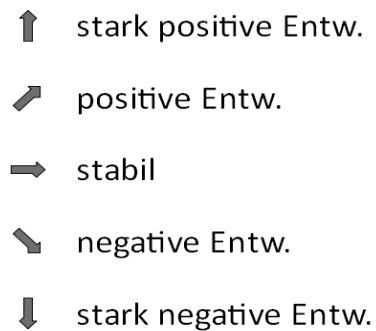 stark positive Entw.
positive Entw.
stabil
negative Entw.
stark negative Entw.